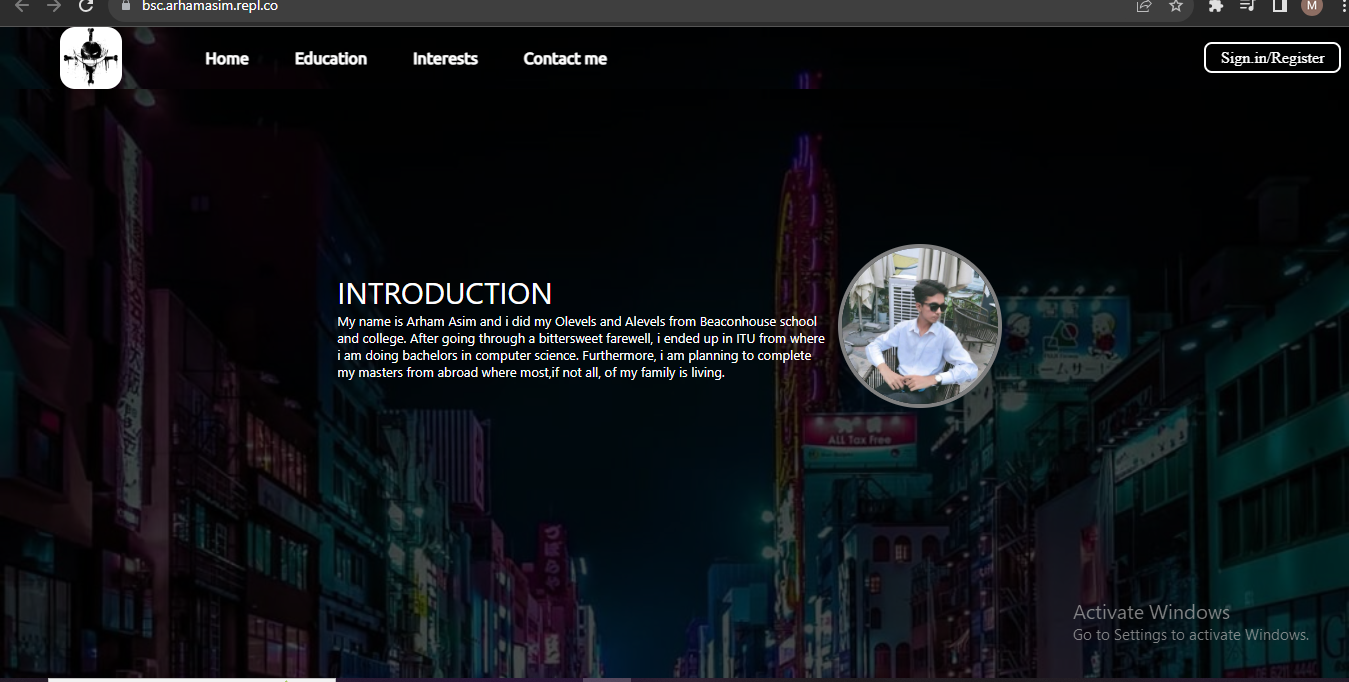 bsc.arhamasim.repl.co
M
Home Education Interests Contact me
Sign.in/Register
INTRODUCTION
My name is Arham Asim and i did my Olevels and Alevels from Beaconhouse school
and college. After going through a bittersweet farewell, i ended up in ITU from where
i am doing bachelors in computer science. Furthermore, i am planning to complete
my masters from abroad where most,if not all, of my family is living.
ALL Tax Free
Activate Windows
Go to Settings to activate Windows.